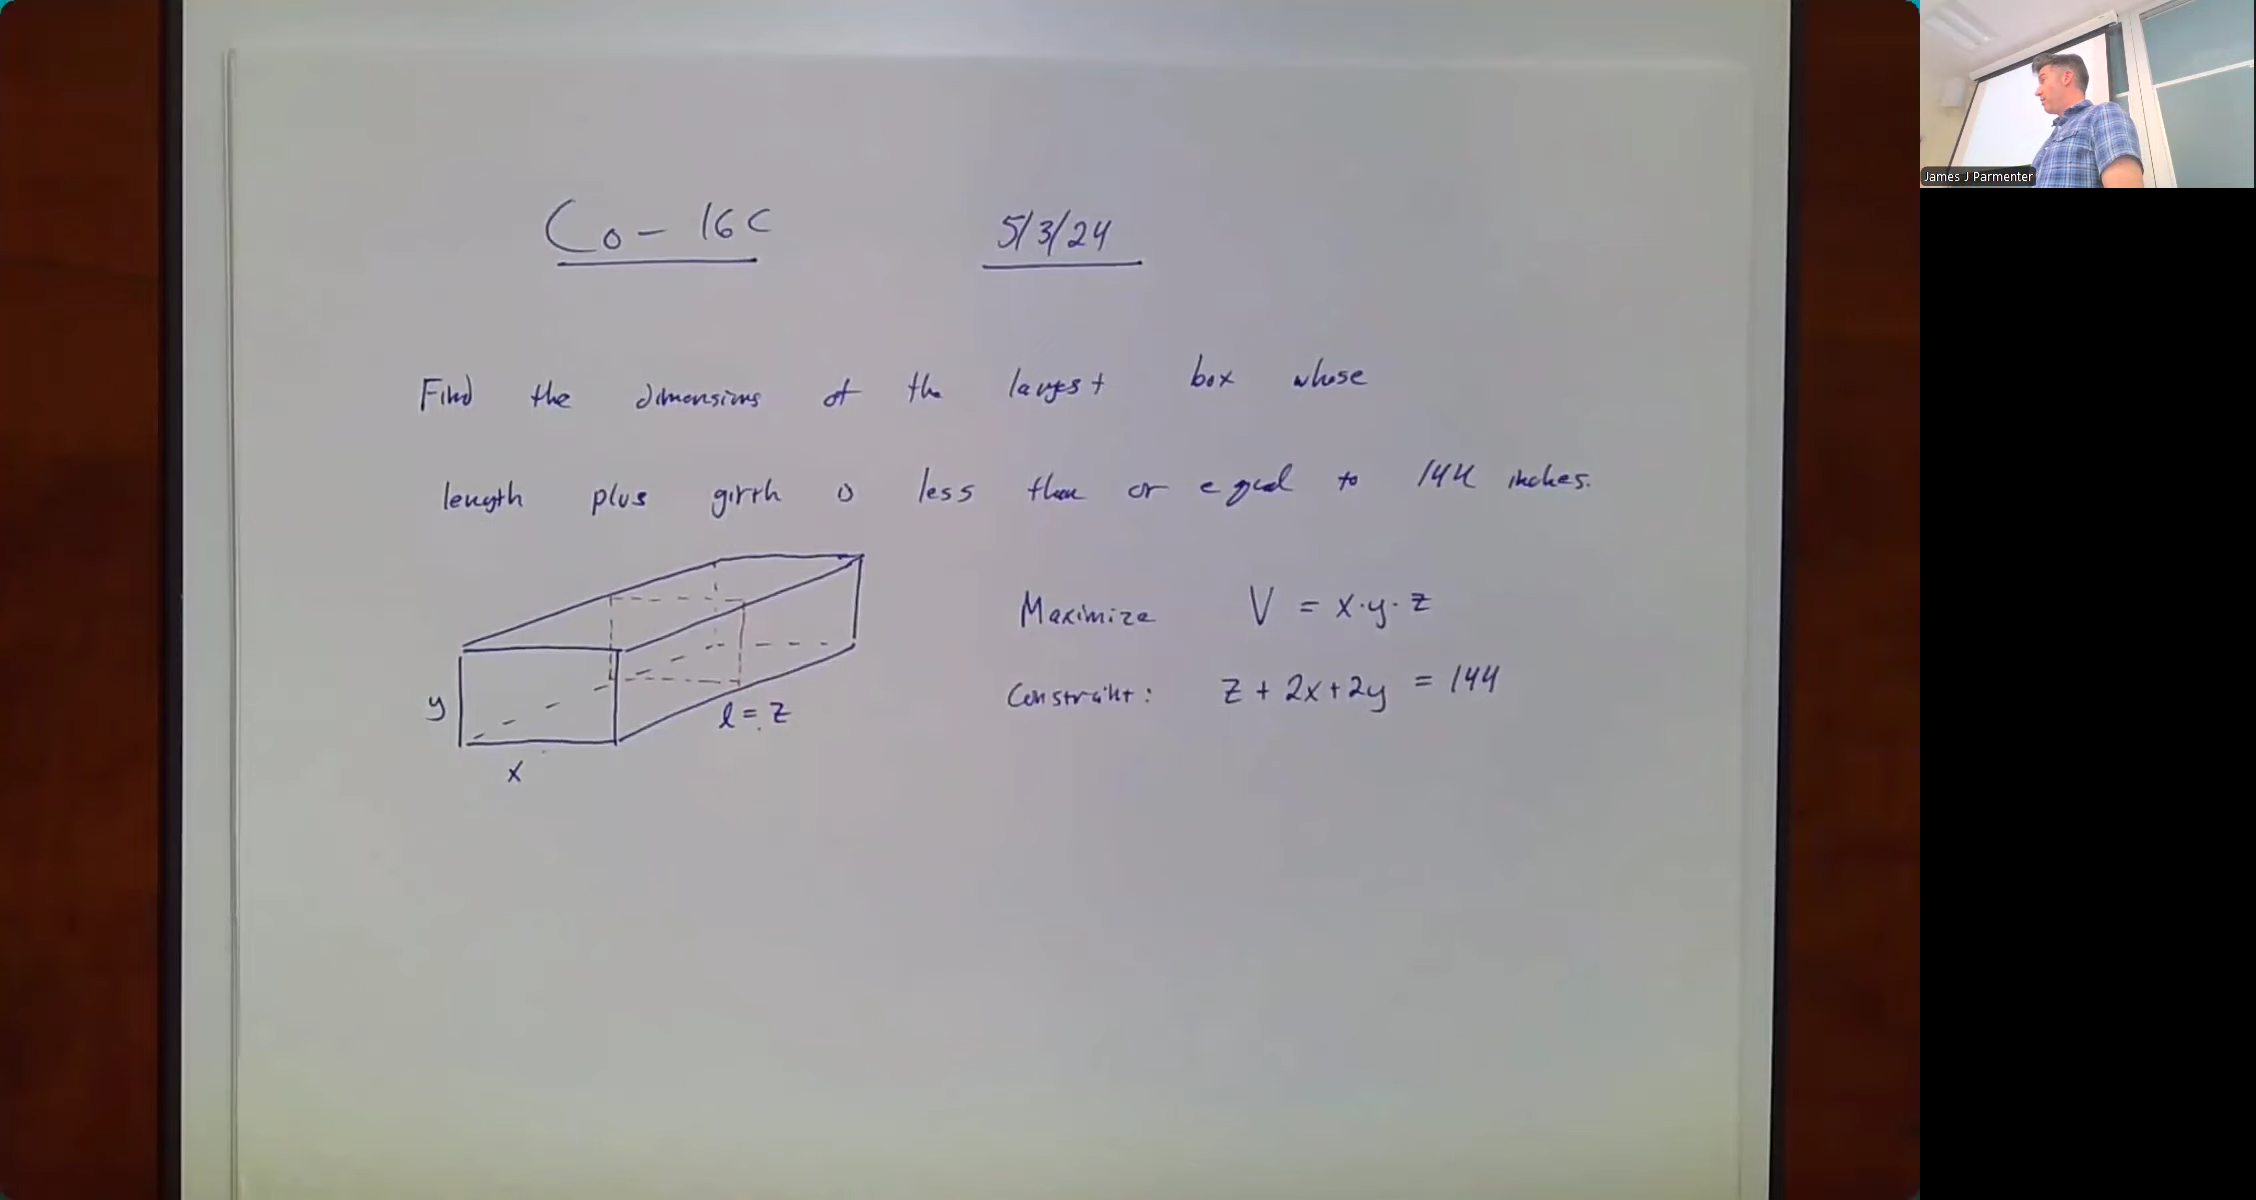 Co - 16C 5/3/24
Find the dimensions of the largest box whose
length plus girth is less than or equal to 144 inches.
y
x
l = z
Maximize V = x·y·z
Constraint: z + 2x + 2y = 144
James J Parmenter